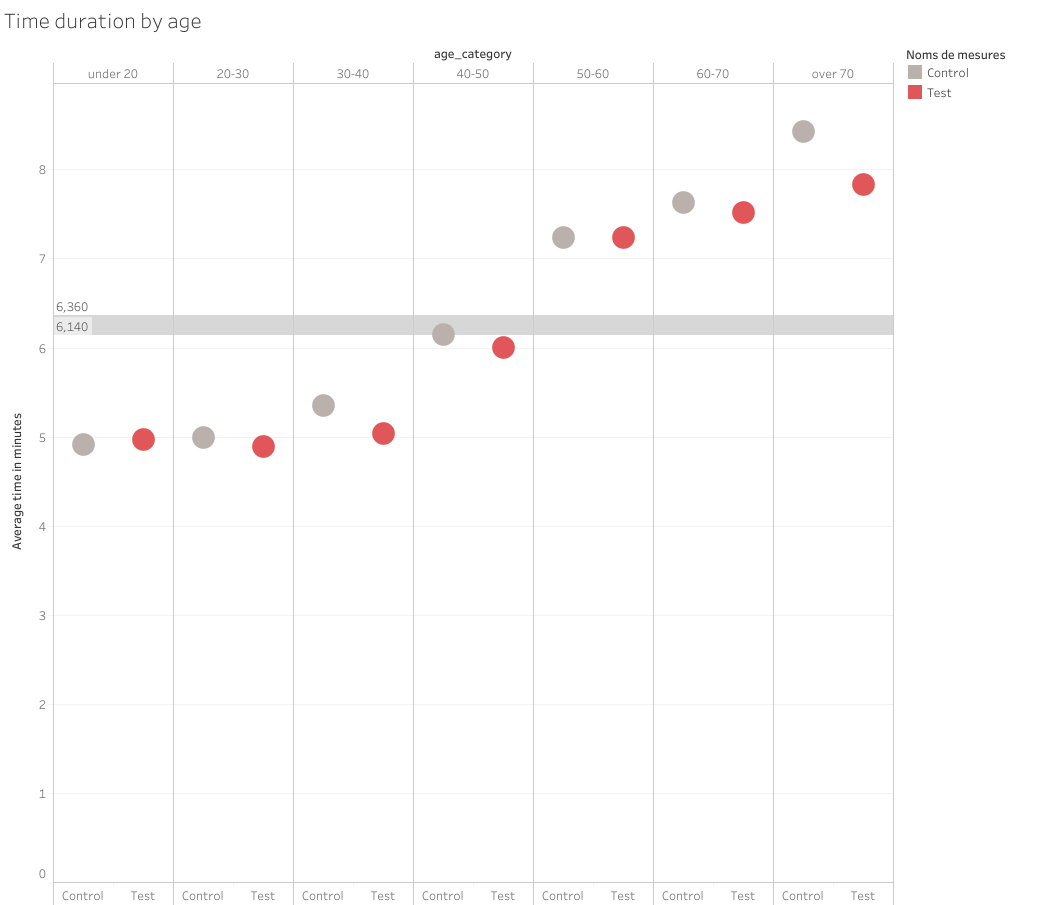 Time duration by age
age_category
under 20 20-30 30-40 40-50 50-60 60-70 over 70
Noms de mesures
Control
Test
8
7
6,360
6,140
6
5
4
3
2
1
0
Average time in minutes
Control Test Control Test Control Test Control Test Control Test Control Test Control Test